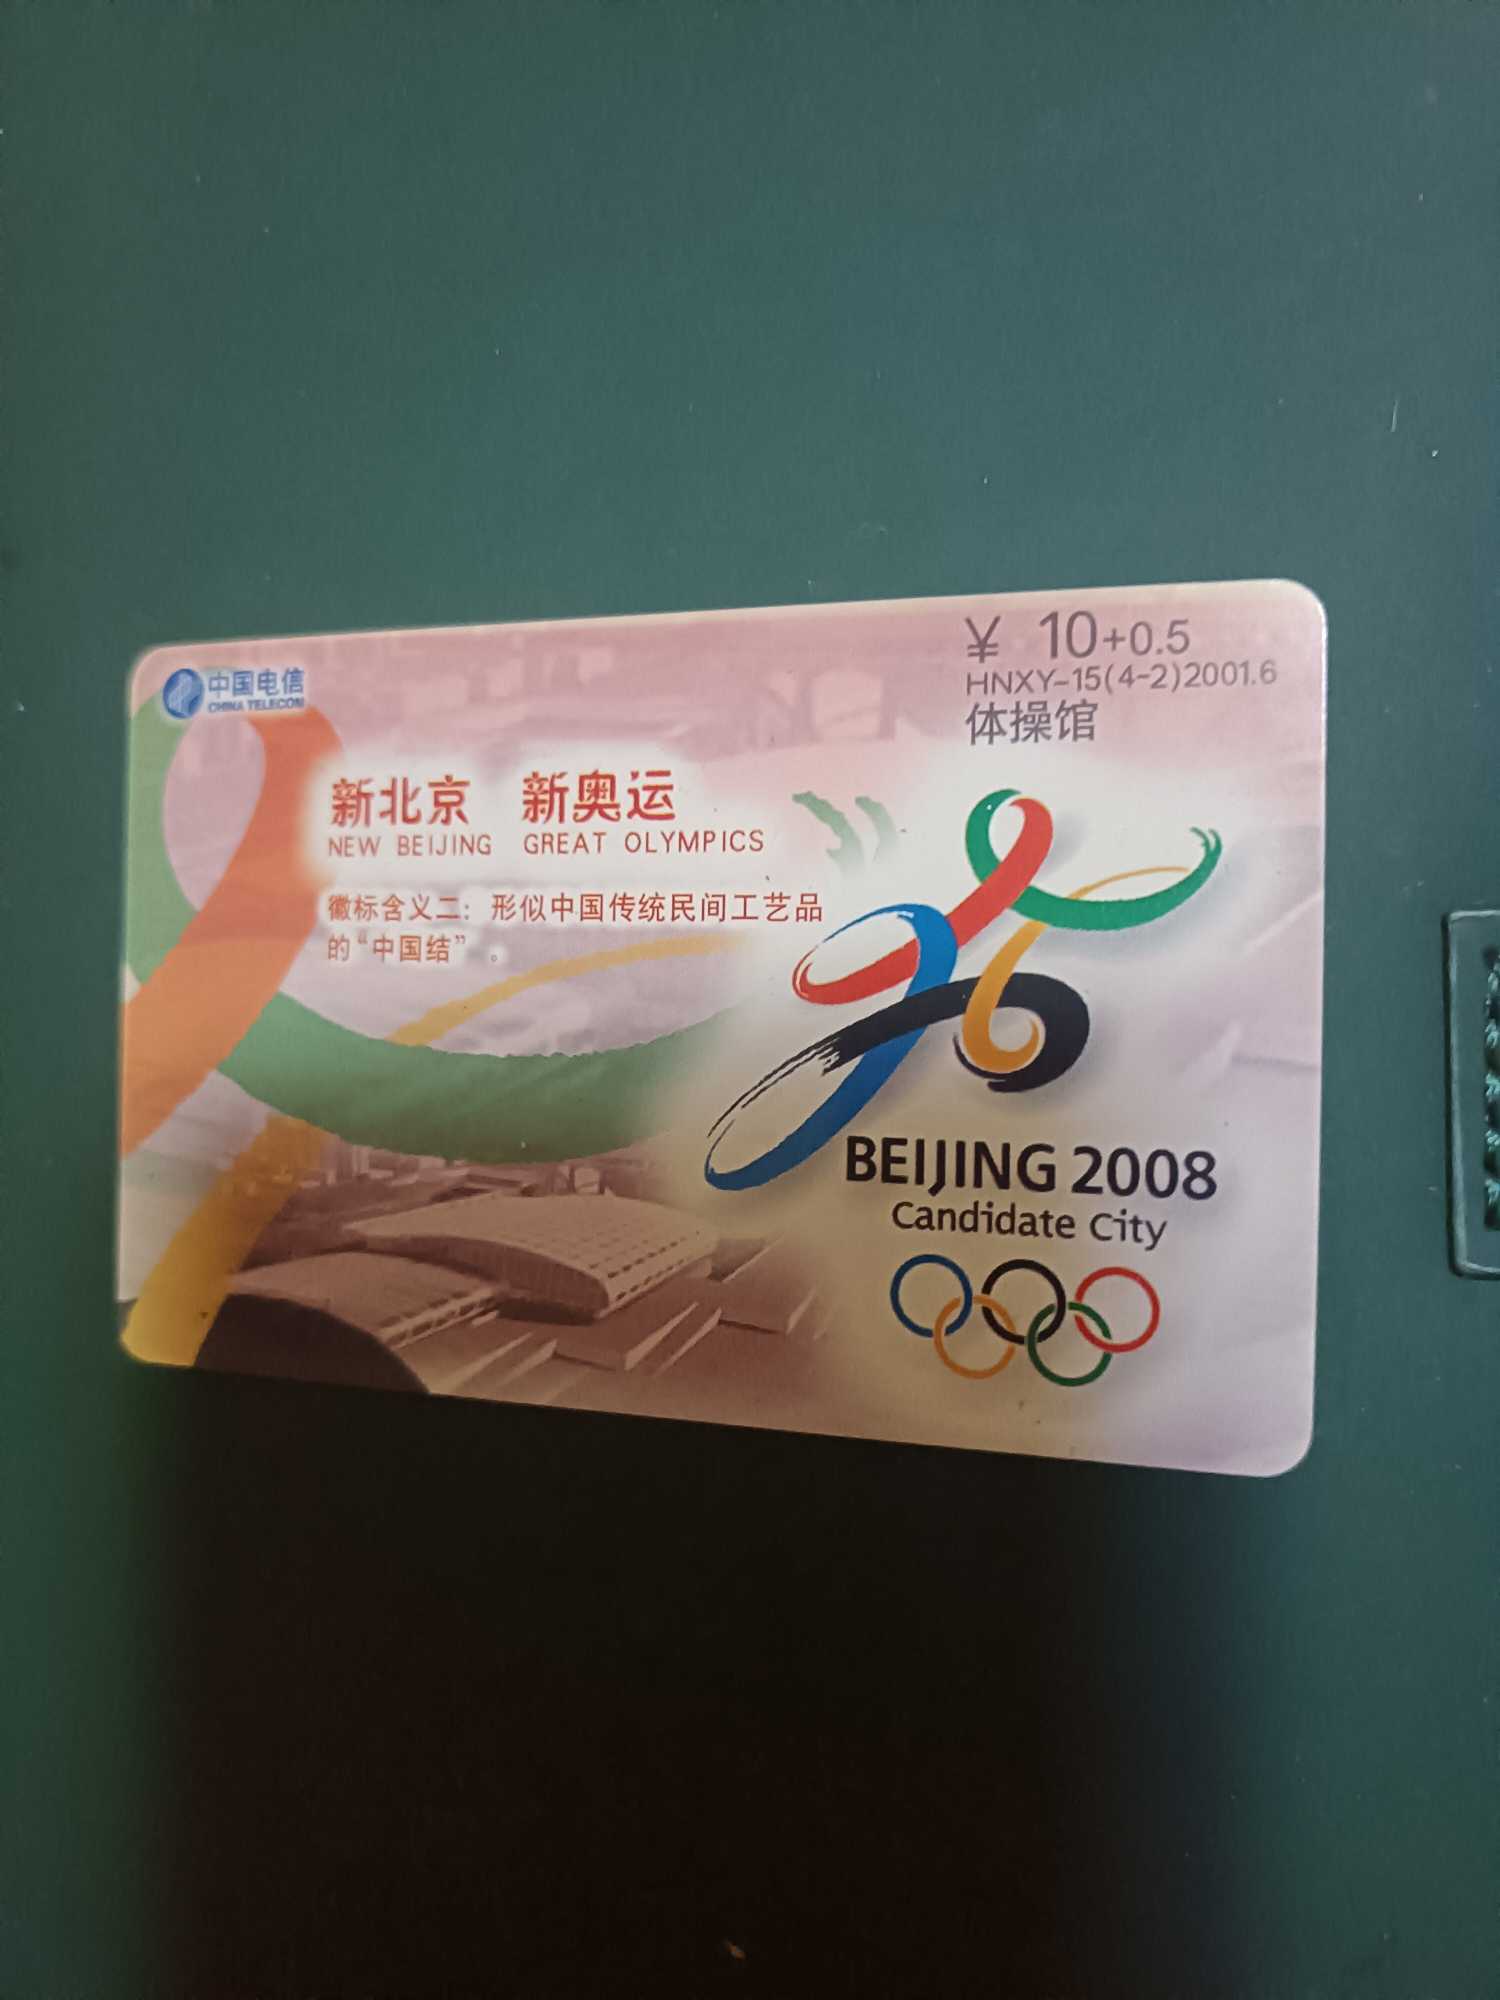 中国电信
CHINA TELECOM
¥ 10+0.5
HNXY-15(4-2)2001.6
体操馆
新北京 新奥运
NEW BEIJING GREAT OLYMPICS
徽标含义二：形似中国传统民间工艺品
的“中国结”。
BEIJING 2008
Candidate City